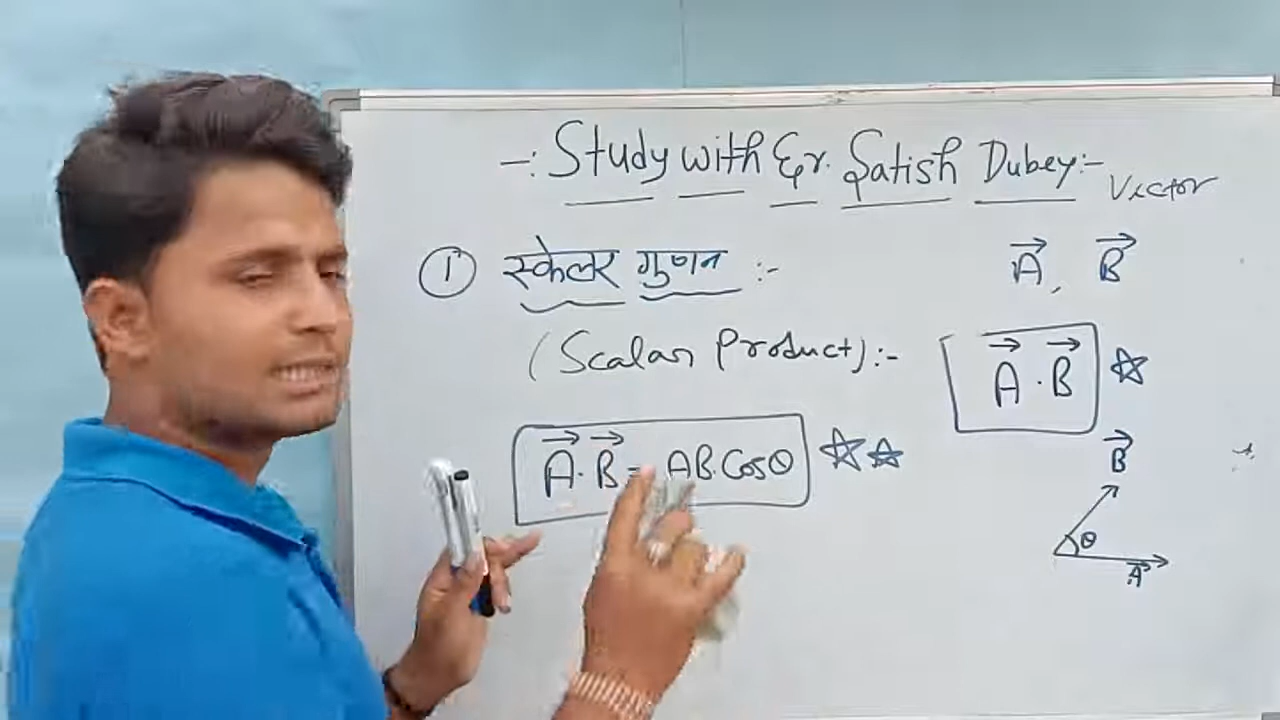 -: Study with Er. Satish Dubey:-
Vector
① स्केलर गुणन :-
A⃗, B⃗
(Scalar Product):-
A⃗ · B⃗
A⃗ · B⃗ = AB Cosθ
B⃗
θ
A⃗